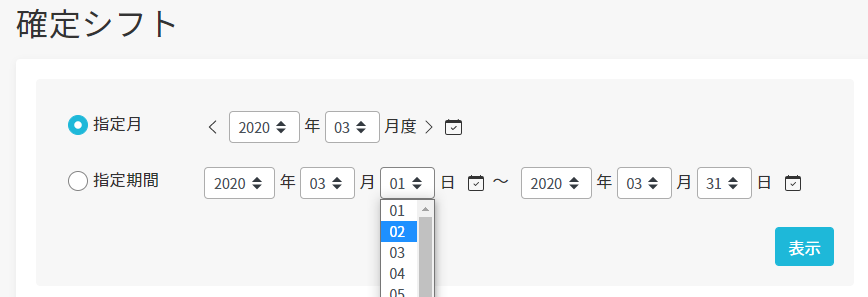 確定シフト
指定月 < 2020 年 03 月度 >
指定期間 2020 年 03 月 01 日 ～ 2020 年 03 月 31 日
01
02
03
04
05
表示